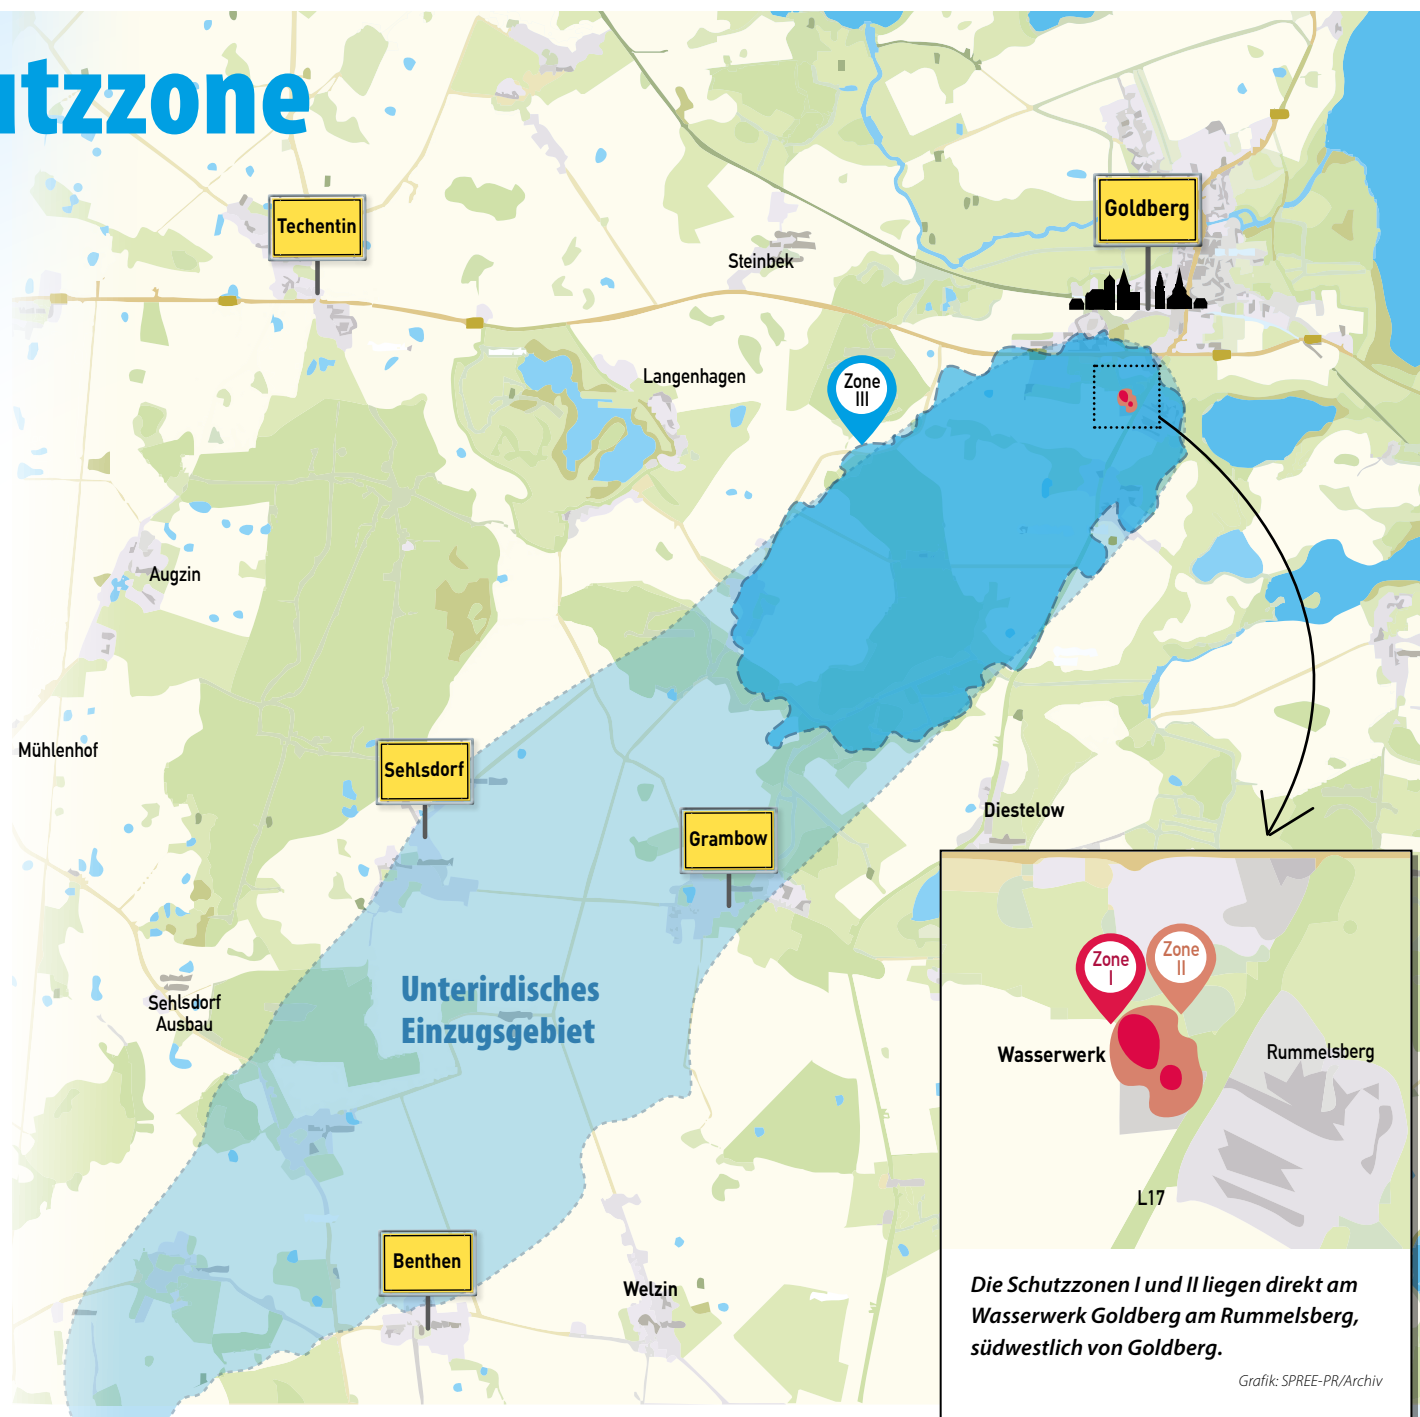 utzzone
Techentin
Goldberg
Steinbek
Langenhagen
Zone
III
Augzin
Mühlenhof
Sehlsdorf
Grambow
Diestelow
Unterirdisches
Einzugsgebiet
Sehlsdorf
Ausbau
Zone
I
Zone
II
Wasserwerk
Rummelsberg
L17
Benthen
Welzin
Die Schutzzonen I und II liegen direkt am
Wasserwerk Goldberg am Rummelsberg,
südwestlich von Goldberg.
Grafik: SPREE-PR/Archiv